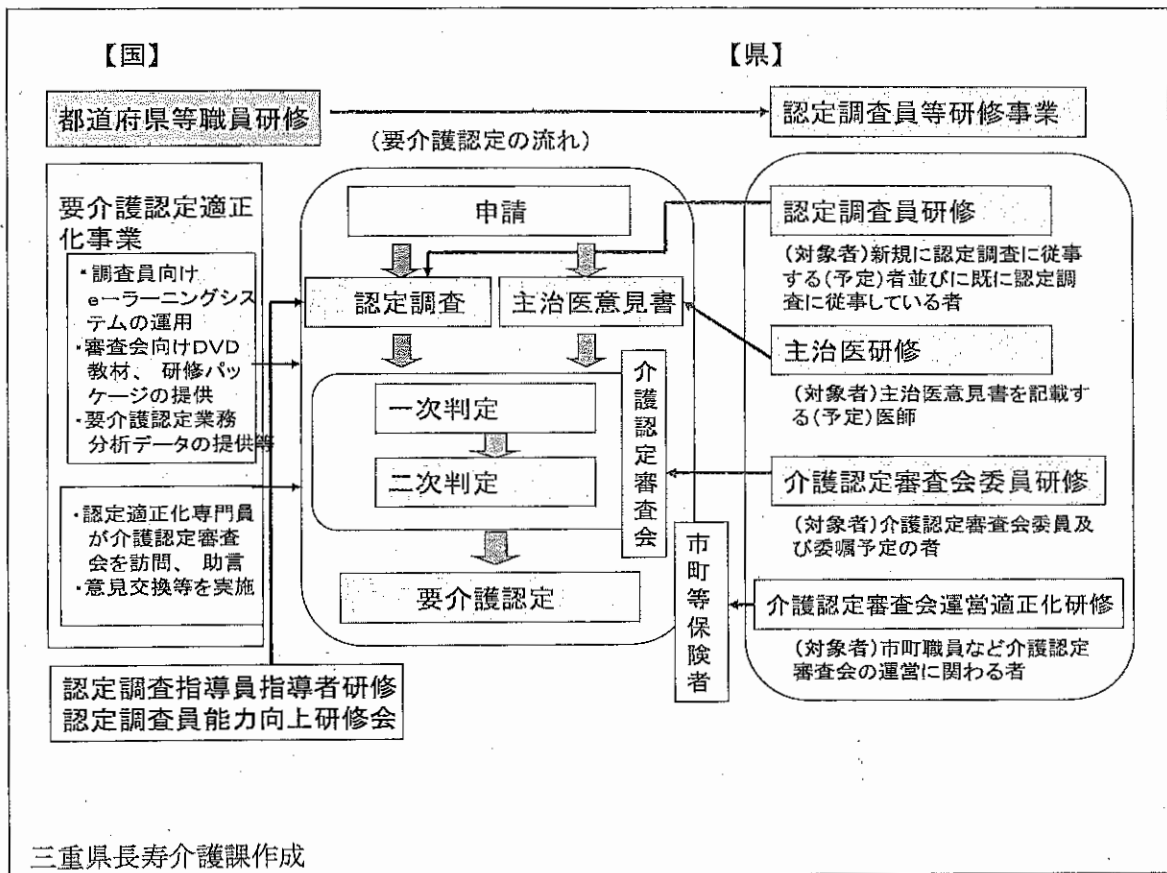 【国】
【県】
都道府県等職員研修
認定調査員等研修事業
(要介護認定の流れ)
要介護認定適正
化事業
・調査員向け
e-ラーニングシス
テムの運用
・審査会向けDVD
教材、研修パッ
ケージの提供
・要介護認定業務
分析データの提供等
・認定適正化専門員
が介護認定審査
会を訪問、助言
・意見交換等を実施
認定調査指導員指導者研修
認定調査員能力向上研修会
申請
認定調査
主治医意見書
一次判定
二次判定
介護認定審査会
要介護認定
市町等保険者
認定調査員研修
(対象者)新規に認定調査に従事
する(予定)者並びに既に認定調
査に従事している者
主治医研修
(対象者)主治医意見書を記載す
る(予定)医師
介護認定審査会委員研修
(対象者)介護認定審査会委員及
び委嘱予定の者
介護認定審査会運営適正化研修
(対象者)市町職員など介護認定
審査会の運営に関わる者
三重県長寿介護課作成